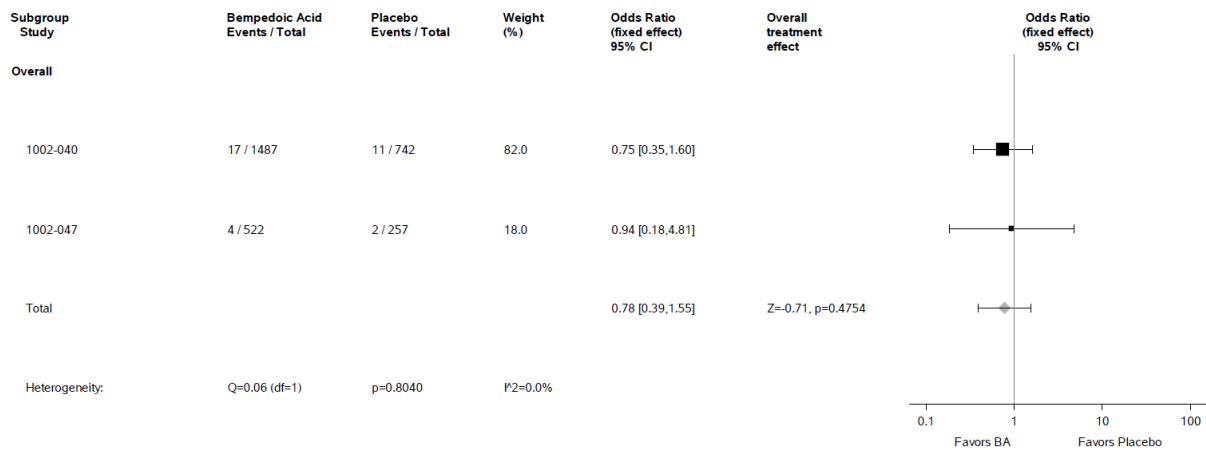 Subgroup Bempedoic Acid Placebo Weight Odds Ratio Overall Odds Ratio
Study Events / Total Events / Total (%) (fixed effect) treatment (fixed effect)
95% CI effect 95% CI
Overall
1002-040 17 / 1487 11 / 742 82.0 0.75 [0.35,1.60]
1002-047 4 / 522 2 / 257 18.0 0.94 [0.18,4.81]
Total 0.78 [0.39,1.55] Z=-0.71, p=0.4754
Heterogeneity: Q=0.06 (df=1) p=0.8040 I^2=0.0%
0.1 1 10 100
Favors BA Favors Placebo